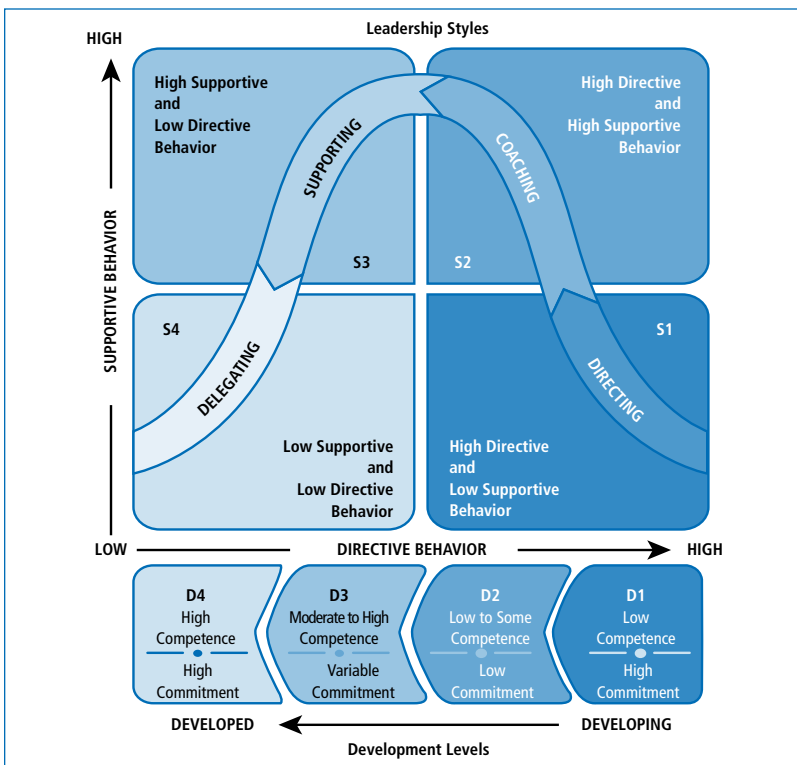 Leadership Styles
HIGH
High Supportive
and
Low Directive
Behavior
High Directive
and
High Supportive
Behavior
SUPPORTING
COACHING
S3
S2
SUPPORTIVE BEHAVIOR
S4
S1
DELEGATING
DIRECTING
Low Supportive
and
Low Directive
Behavior
High Directive
and
Low Supportive
Behavior
LOW
DIRECTIVE BEHAVIOR
HIGH
D4
High
Competence
High
Commitment
D3
Moderate to High
Competence
Variable
Commitment
D2
Low to Some
Competence
Low
Commitment
D1
Low
Competence
High
Commitment
DEVELOPED
DEVELOPING
Development Levels